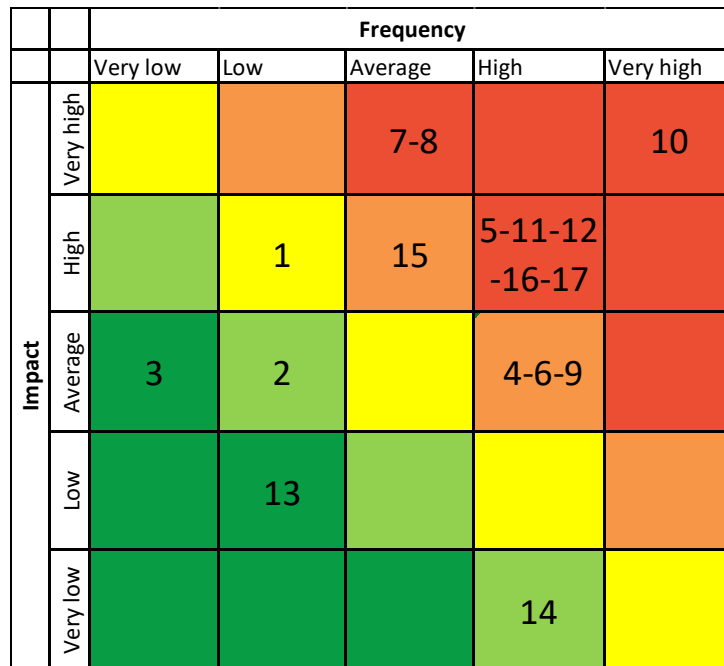 Frequency
Very low Low Average High Very high
Impact
Very high
7-8 10
High
1 15 5-11-12
-16-17
Average
3 2 4-6-9
Low
13
Very low
14